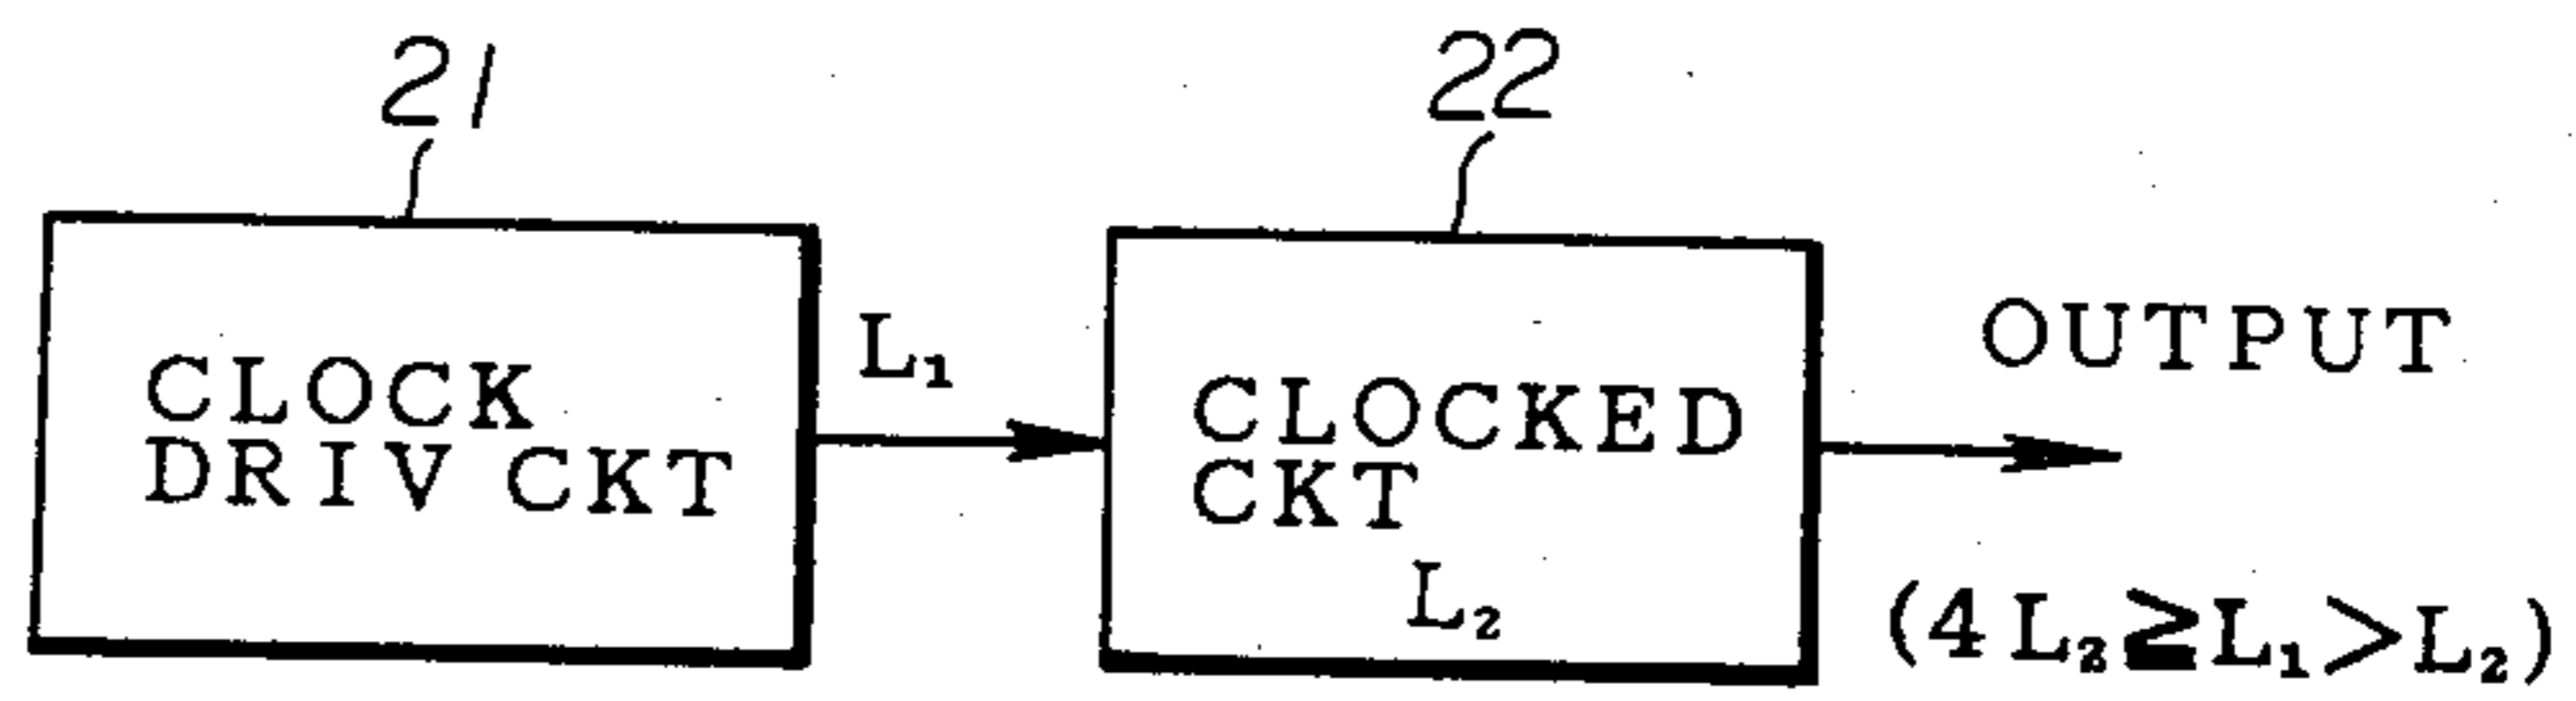 21
22
CLOCK
DRIV CKT
L₁
CLOCKED
CKT
L₂
OUTPUT
(4 L₂≧L₁>L₂)